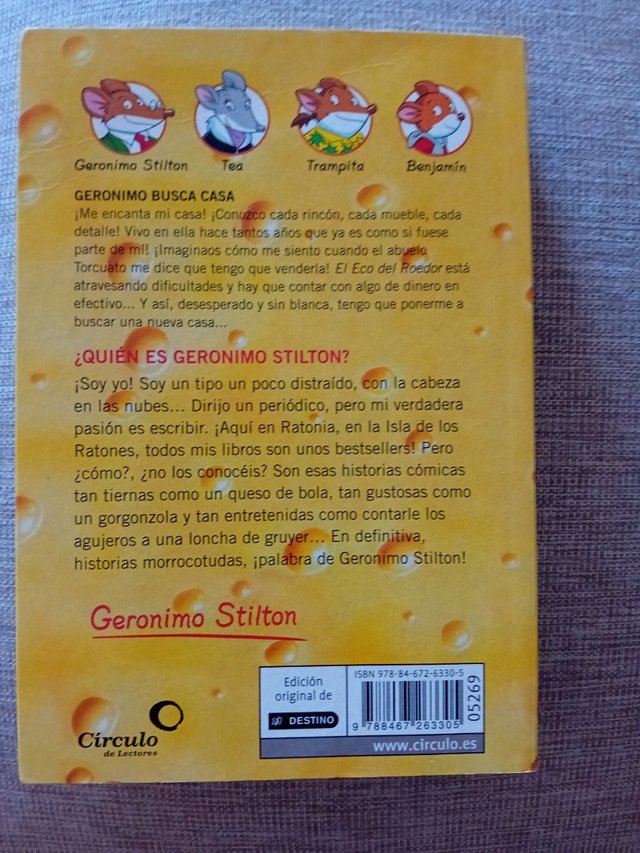 Geronimo Stilton
Tea
Trampita
Benjamín
GERONIMO BUSCA CASA
¡Me encanta mi casa! ¡Conozco cada rincón, cada mueble, cada
detalle! Vivo en ella hace tantos años que ya es como si fuese
parte de mí! ¡Imaginaos cómo me siento cuando el abuelo
Torcuato me dice que tengo que venderla! El Eco del Roedor está
atravesando dificultades y hay que contar con algo de dinero en
efectivo... Y así, desesperado y sin blanca, tengo que ponerme a
buscar una nueva casa...
¿QUIÉN ES GERONIMO STILTON?
¡Soy yo! Soy un tipo un poco distraído, con la cabeza
en las nubes... Dirijo un periódico, pero mi verdadera
pasión es escribir. ¡Aquí en Ratonia, en la Isla de los
Ratones, todos mis libros son unos bestsellers! Pero
¿cómo?, ¿no los conocéis? Son esas historias cómicas
tan tiernas como un queso de bola, tan gustosas como
un gorgonzola y tan entretenidas como contarle los
agujeros a una loncha de gruyer... En definitiva,
historias morrocotudas, ¡palabra de Geronimo Stilton!
Geronimo Stilton
Círculo
de Lectores
Edición
original de
DESTINO
ISBN 978-84-672-6330-5
9 788467 263305
05269
www.circulo.es